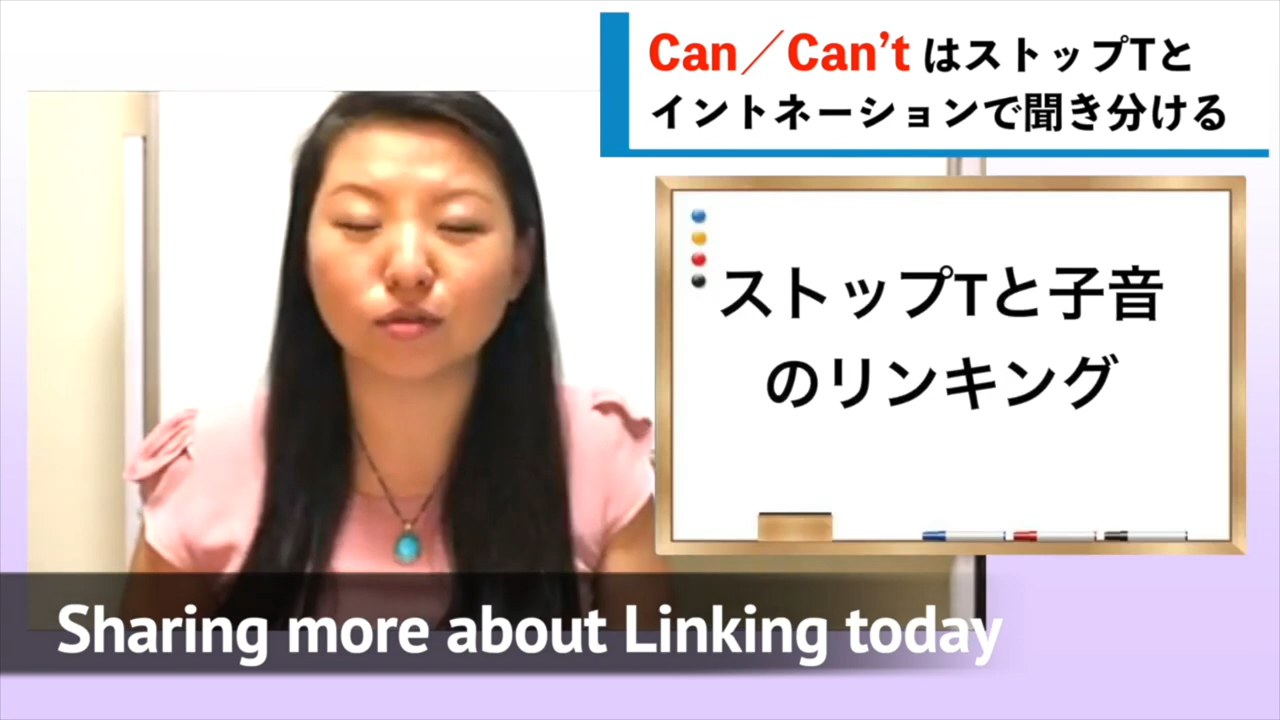 Can／Can’tはストップTと
イントネーションで聞き分ける
ストップTと子音
のリンキング
Sharing more about Linking today